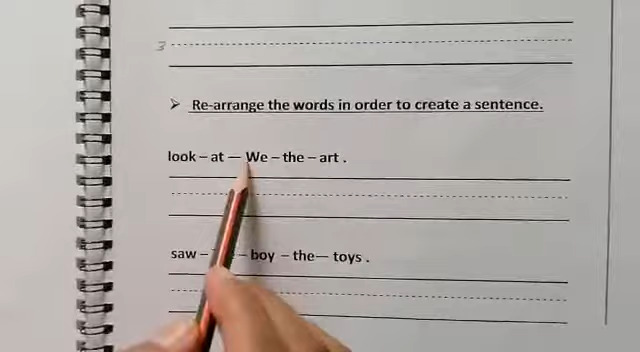 3
➢ Re-arrange the words in order to create a sentence.
look – at — We – the – art .
saw – – boy – the— toys .